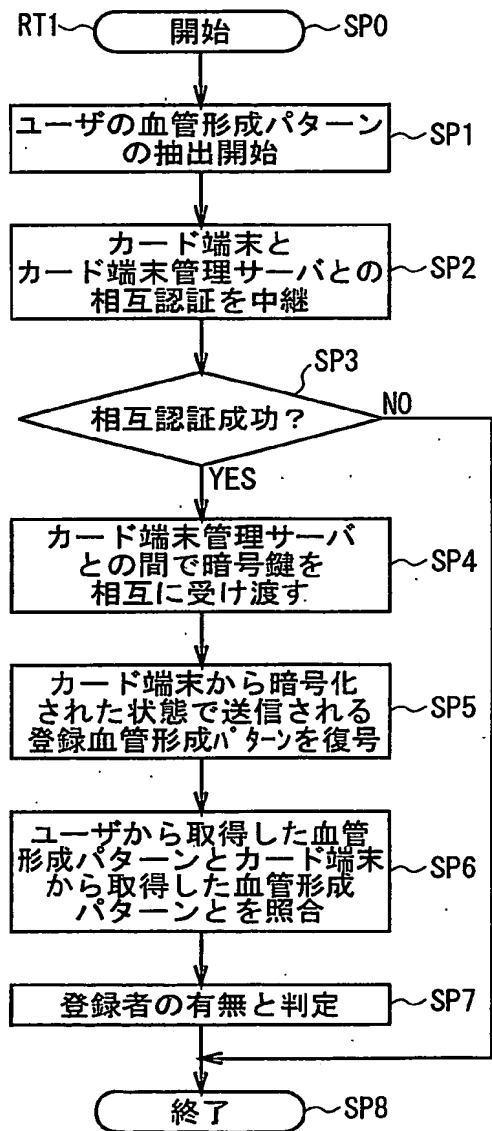 RT1
開始
SP0
ユーザの血管形成パターン
の抽出開始
SP1
カード端末と
カード端末管理サーバとの
相互認証を中継
SP2
SP3
相互認証成功?
NO
YES
カード端末管理サーバ
との間で暗号鍵を
相互に受け渡す
SP4
カード端末から暗号化
された状態で送信される
登録血管形成パターンを復号
SP5
ユーザから取得した血管
形成パターンとカード端末
から取得した血管形成
パターンとを照合
SP6
登録者の有無と判定
SP7
終了
SP8